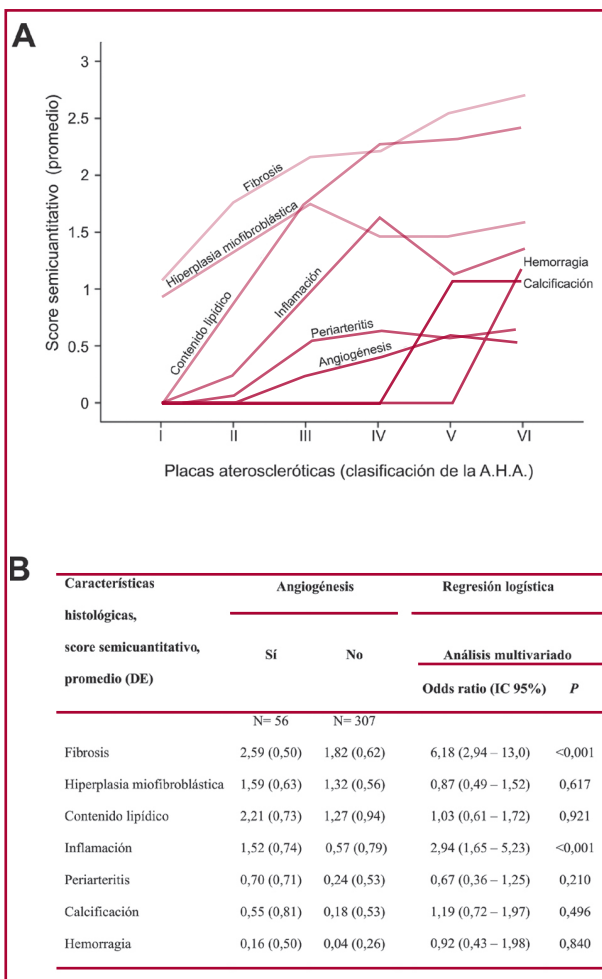 A
Score semicuantitativo (promedio)
3
2.5
2
1.5
1
0.5
0
Fibrosis
Hiperplasia miofibroblástica
Contenido lipídico
Inflamación
Periarteritis
Angiogénesis
Hemorragia
Calcificación
I II III IV V VI
Placas ateroscleróticas (clasificación de la A.H.A.)
B
Características histológicas, score semicuantitativo, promedio (DE)
Angiogénesis Regresión logística
Sí No Análisis multivariado
Odds ratio (IC 95%) P
N= 56 N= 307
Fibrosis 2,59 (0,50) 1,82 (0,62) 6,18 (2,94 – 13,0) <0,001
Hiperplasia miofibroblástica 1,59 (0,63) 1,32 (0,56) 0,87 (0,49 – 1,52) 0,617
Contenido lipídico 2,21 (0,73) 1,27 (0,94) 1,03 (0,61 – 1,72) 0,921
Inflamación 1,52 (0,74) 0,57 (0,79) 2,94 (1,65 – 5,23) <0,001
Periarteritis 0,70 (0,71) 0,24 (0,53) 0,67 (0,36 – 1,25) 0,210
Calcificación 0,55 (0,81) 0,18 (0,53) 1,19 (0,72 – 1,97) 0,496
Hemorragia 0,16 (0,50) 0,04 (0,26) 0,92 (0,43 – 1,98) 0,840